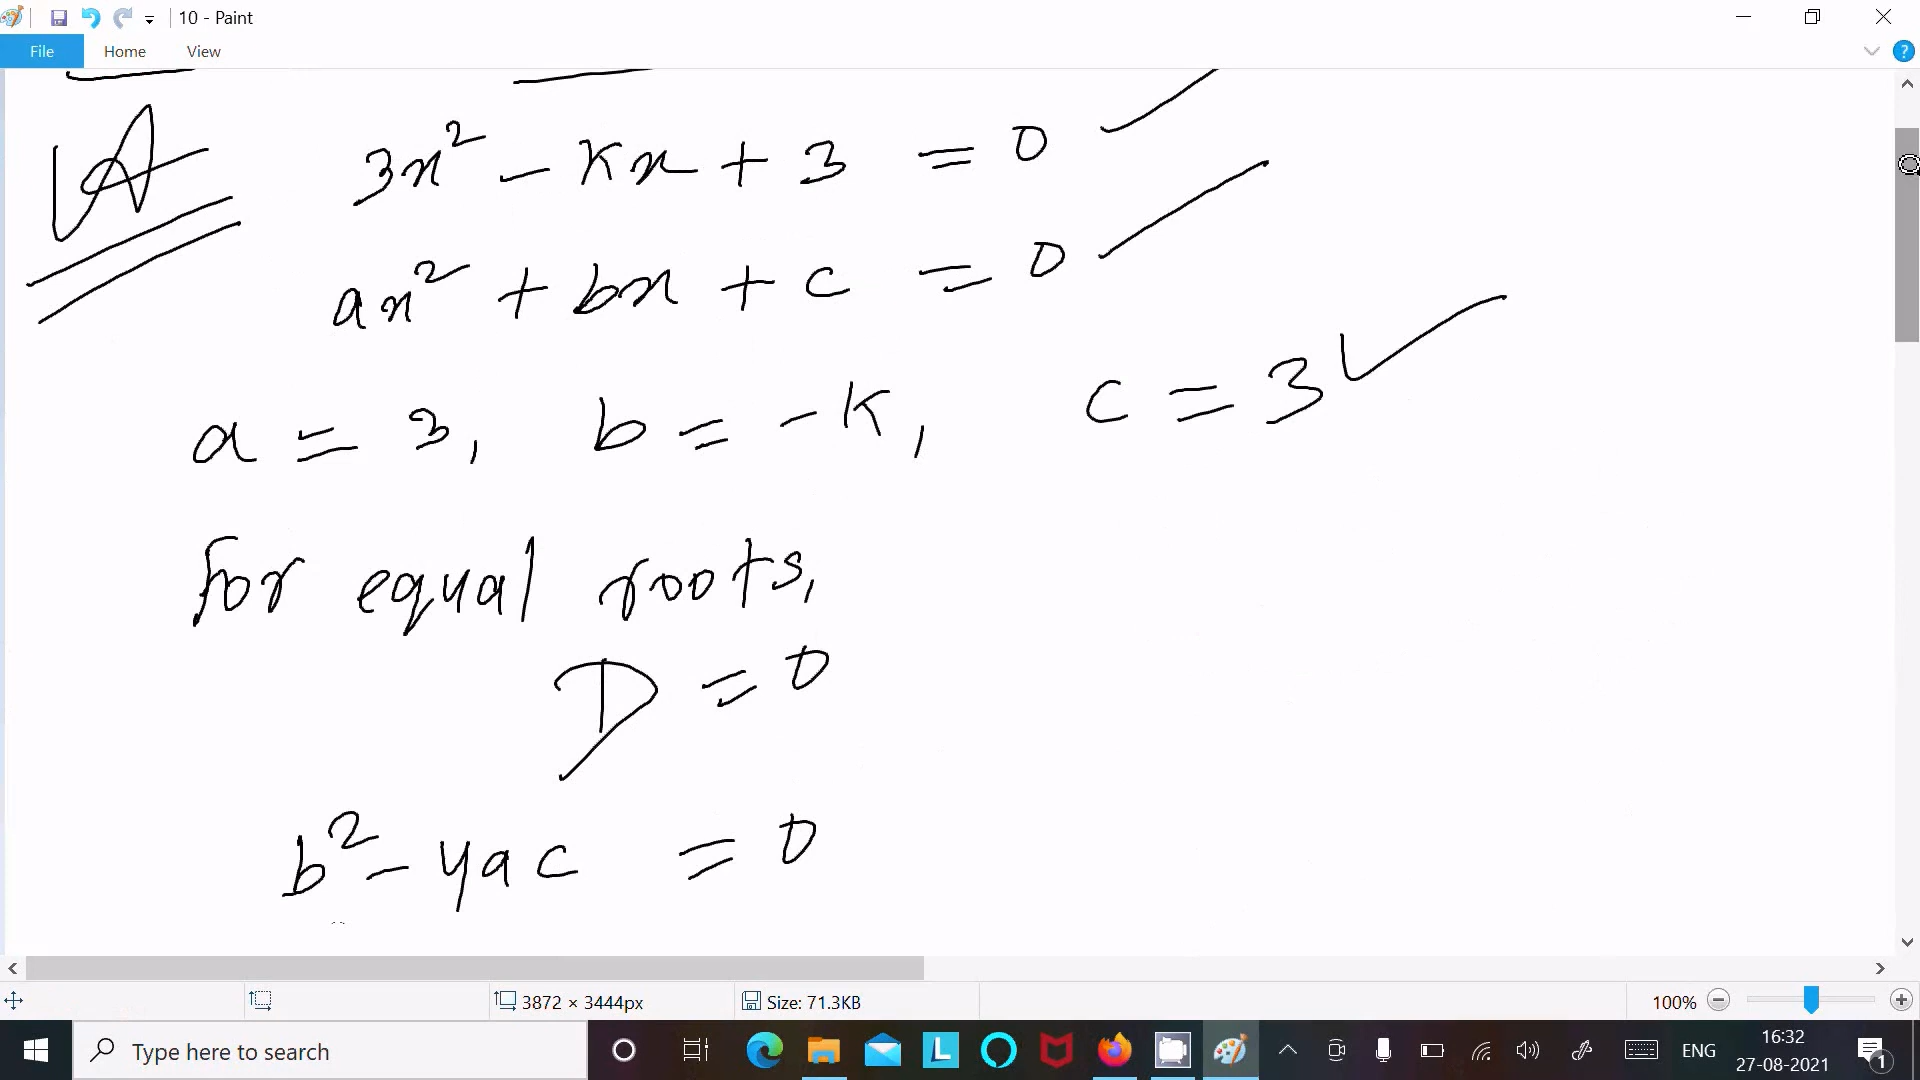 10 - Paint
File Home View
A
3x² - Kx + 3 = 0
ax² + bx + c = 0
a = 3, b = -K, c = 3
for equal roots,
D = 0
b² - 4ac = 0
3872 × 3444px Size: 71.3KB 100%
Type here to search
ENG 16:32
27-08-2021
1